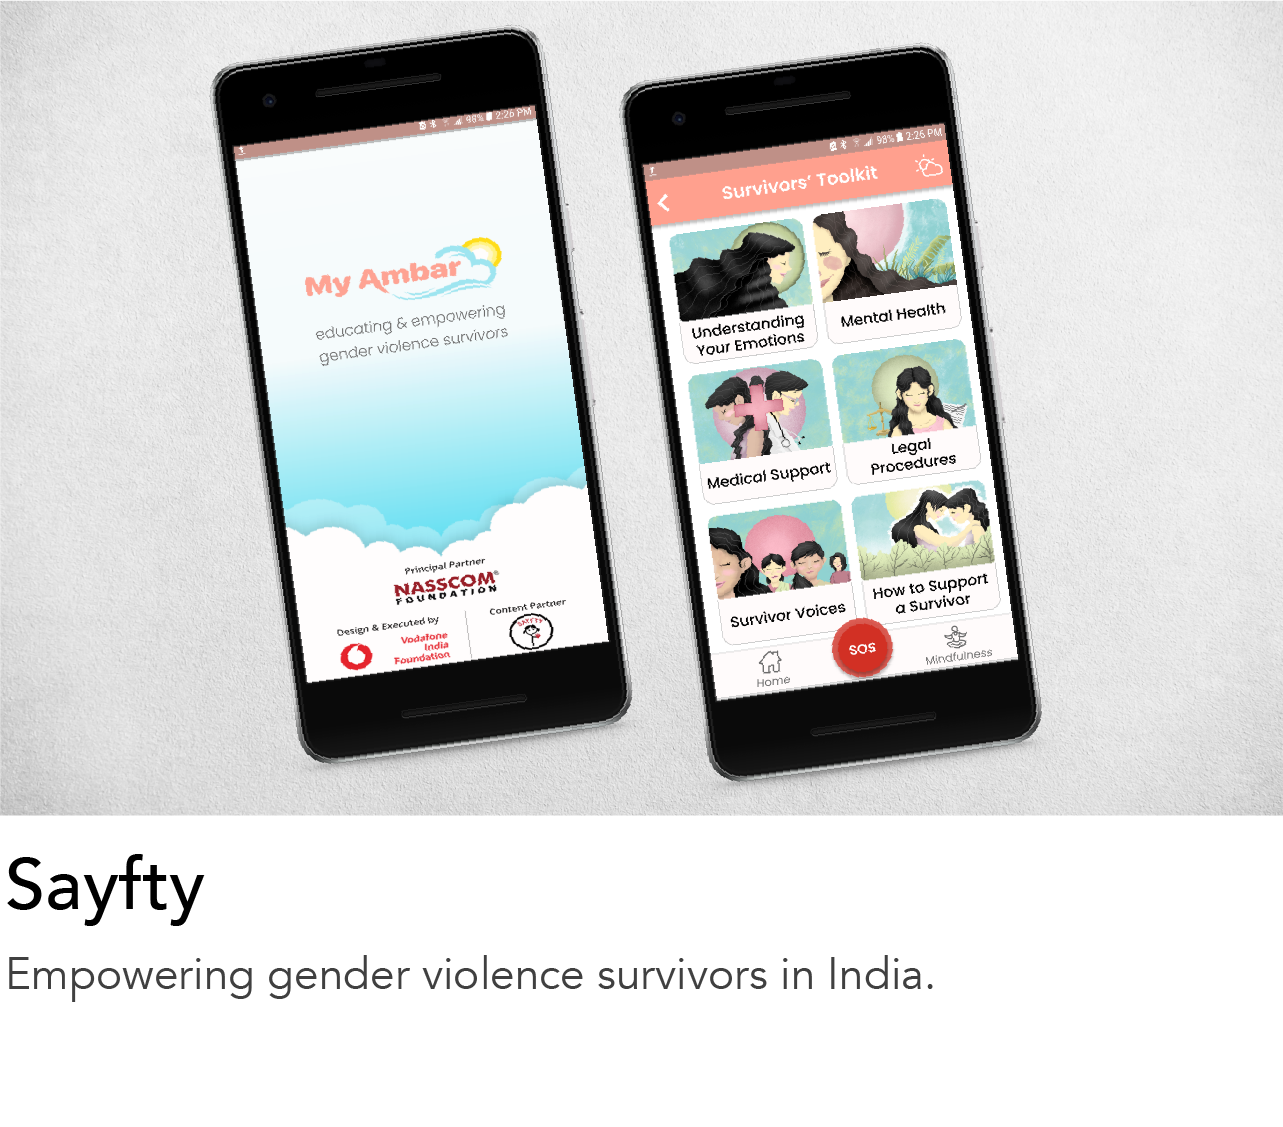 98% 2:26 PM
My Ambar
educating & empowering
gender violence survivors
Principal Partner
NASSCOM®
FOUNDATION
Design & Executed by
Vodafone
India
Foundation
Content Partner
SAYFTY
98% 2:26 PM
Survivors' Toolkit
Understanding
Your Emotions
Mental Health
Medical Support
Legal
Procedures
Survivor Voices
How to Support
a Survivor
Home
SOS
Mindfulness
Sayfty
Empowering gender violence survivors in India.